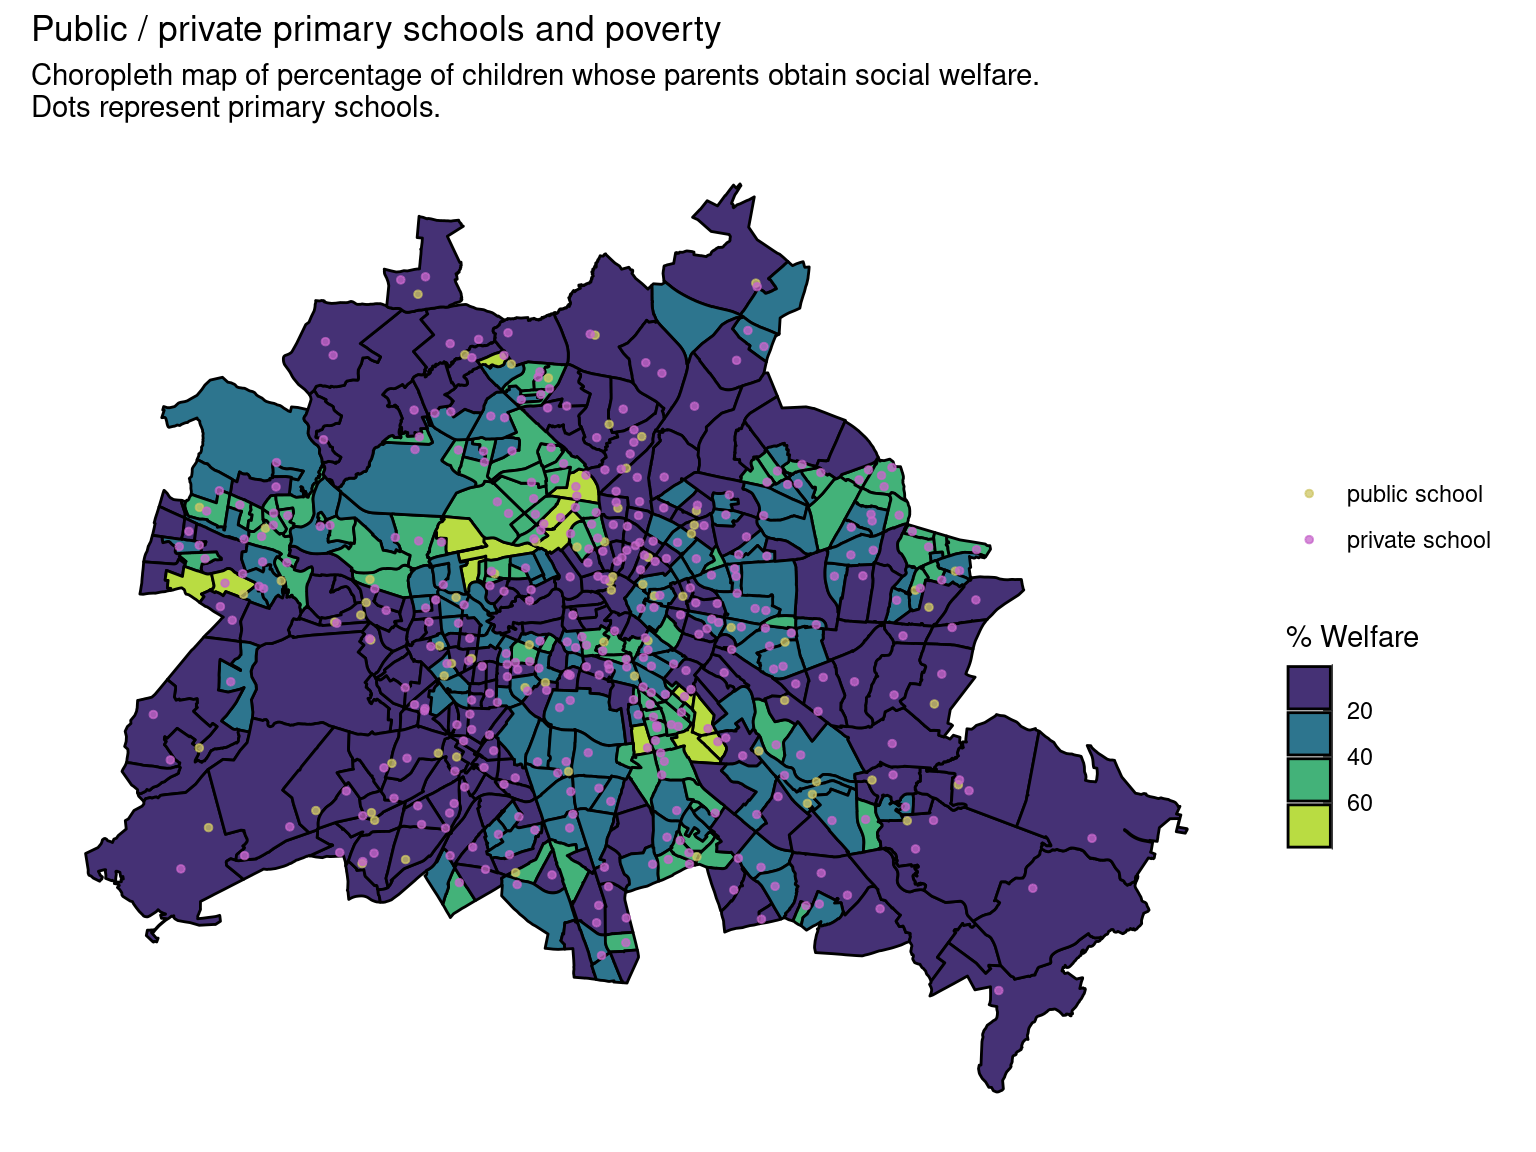 Public / private primary schools and poverty
Choropleth map of percentage of children whose parents obtain social welfare.
Dots represent primary schools.
public school
private school
% Welfare
20
40
60